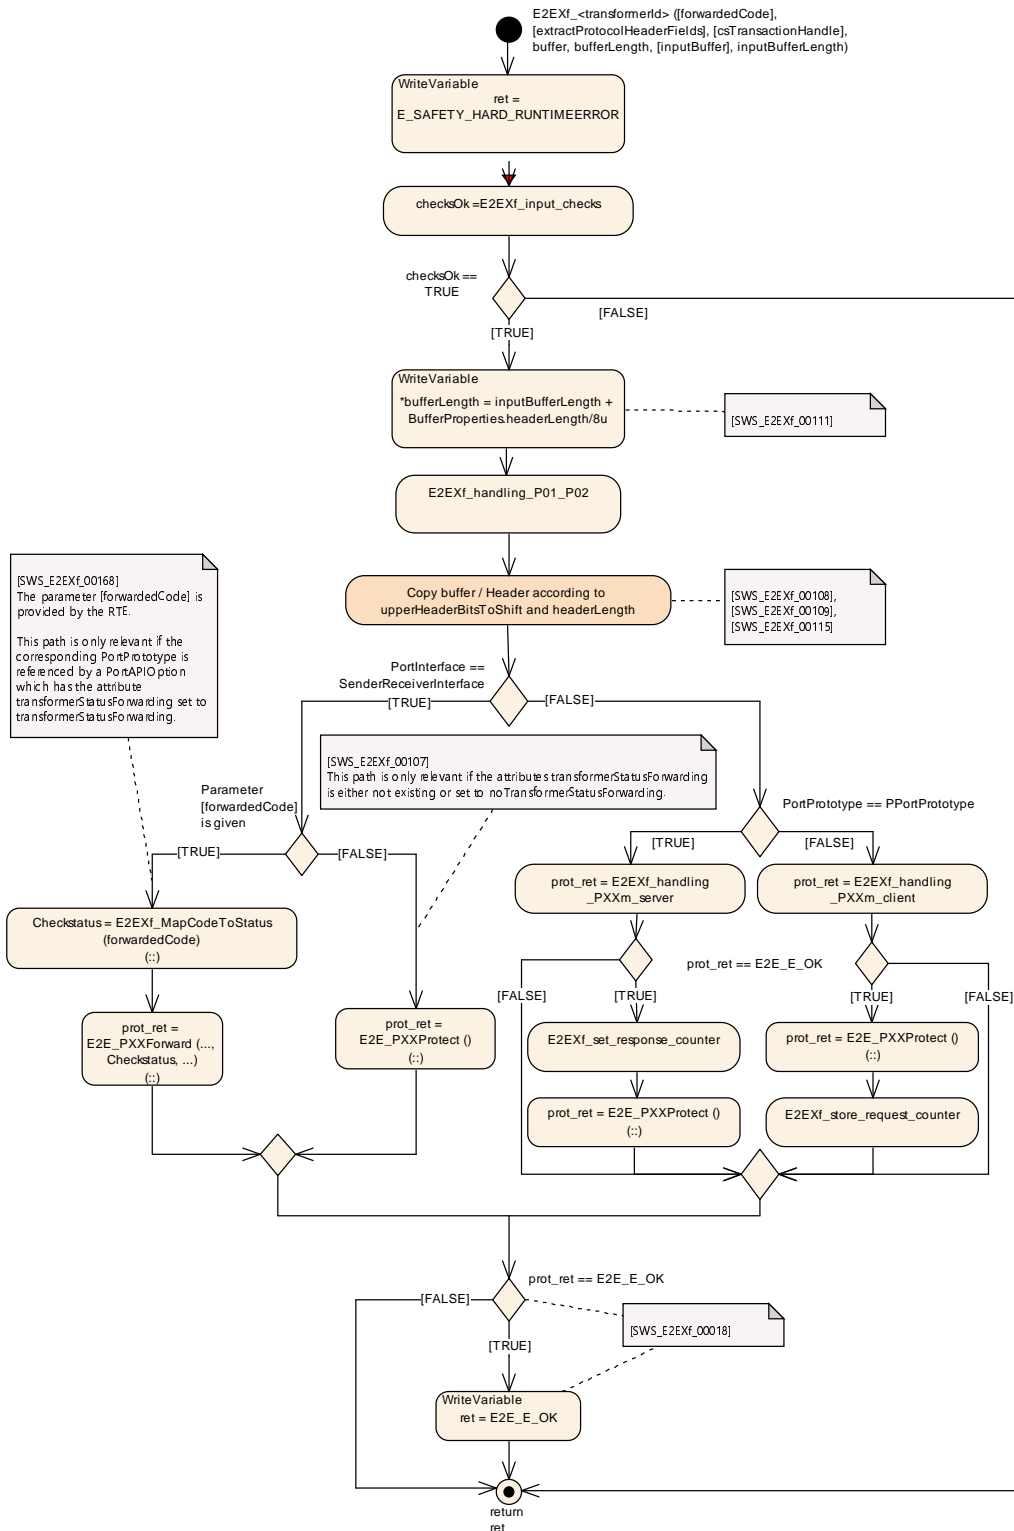 E2EXf_<transformerId> ([forwardedCode],
[extractProtocolHeaderFields], [csTransactionHandle],
buffer, bufferLength, [inputBuffer], inputBufferLength)
WriteVariable
ret =
E_SAFETY_HARD_RUNTIMEERROR
checksOk =E2EXf_input_checks
checksOk ==
TRUE
[FALSE]
[TRUE]
WriteVariable
*bufferLength = inputBufferLength +
BufferProperties.headerLength/8u
[SWS_E2EXf_00111]
E2EXf_handling_P01_P02
[SWS_E2EXf_00168]
The parameter [forwardedCode] is
provided by the RTE.
This path is only relevant if the
corresponding PortPrototype is
referenced by a PortAPIOption
which has the attribute
transformerStatusForwarding set to
transformerStatusForwarding.
Copy buffer / Header according to
upperHeaderBitsToShift and headerLength
[SWS_E2EXf_00108],
[SWS_E2EXf_00109],
[SWS_E2EXf_00115]
PortInterface ==
SenderReceiverInterface
[TRUE]
[FALSE]
[SWS_E2EXf_00107]
This path is only relevant if the attributes transformerStatusForwarding
is either not existing or set to noTransformerStatusForwarding.
Parameter
[forwardedCode]
is given
PortPrototype == PPortPrototype
[TRUE]
[FALSE]
[TRUE]
[FALSE]
prot_ret = E2EXf_handling
_PXXm_server
prot_ret = E2EXf_handling
_PXXm_client
Checkstatus = E2EXf_MapCodeToStatus
(forwardedCode)
(::)
prot_ret == E2E_E_OK
[FALSE]
[TRUE]
[TRUE]
[FALSE]
prot_ret =
E2E_PXXForward (...,
Checkstatus, ...)
(::)
prot_ret =
E2E_PXXProtect ()
(::)
E2EXf_set_response_counter
prot_ret = E2E_PXXProtect ()
(::)
prot_ret = E2E_PXXProtect ()
(::)
E2EXf_store_request_counter
prot_ret == E2E_E_OK
[FALSE]
[TRUE]
[SWS_E2EXf_00018]
WriteVariable
ret = E2E_E_OK
return
ret